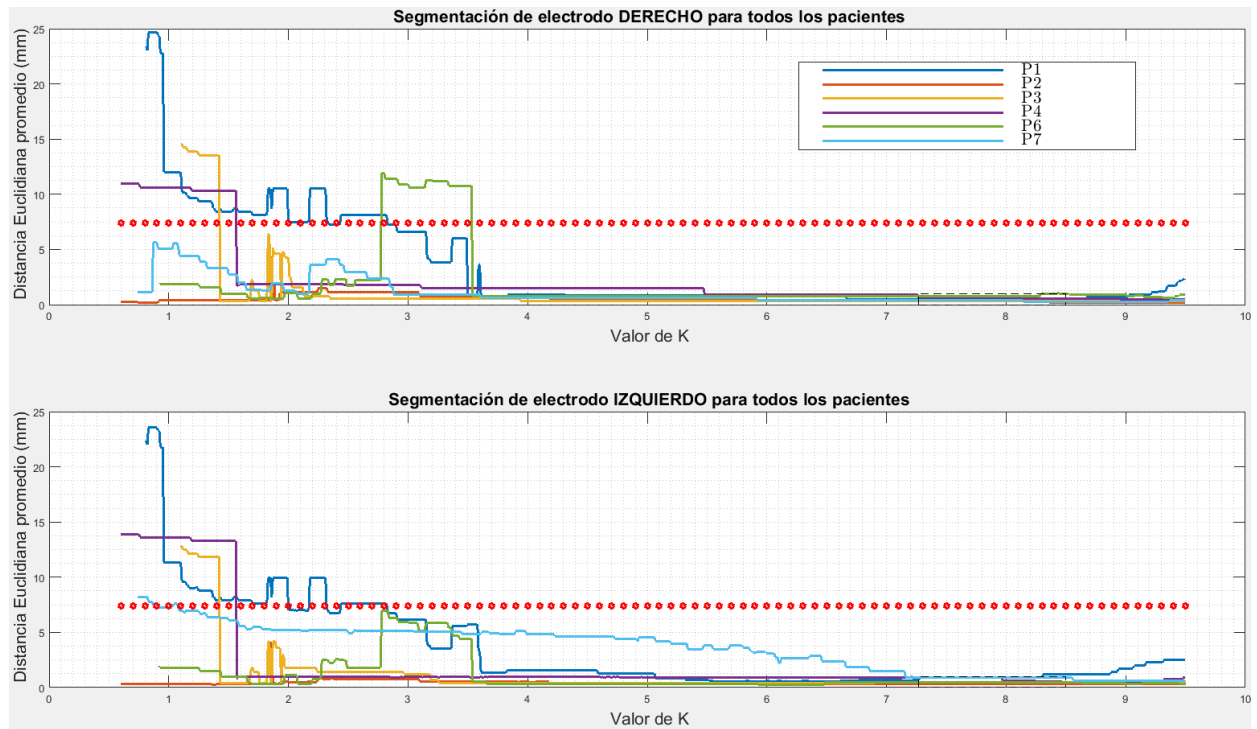 Segmentación de electrodo DERECHO para todos los pacientes
Distancia Euclidiana promedio (mm)
25
20
15
10
5
0
P1
P2
P3
P4
P6
P7
0 1 2 3 4 5 6 7 8 9 10
Valor de K
Segmentación de electrodo IZQUIERDO para todos los pacientes
Distancia Euclidiana promedio (mm)
25
20
15
10
5
0
0 1 2 3 4 5 6 7 8 9 10
Valor de K